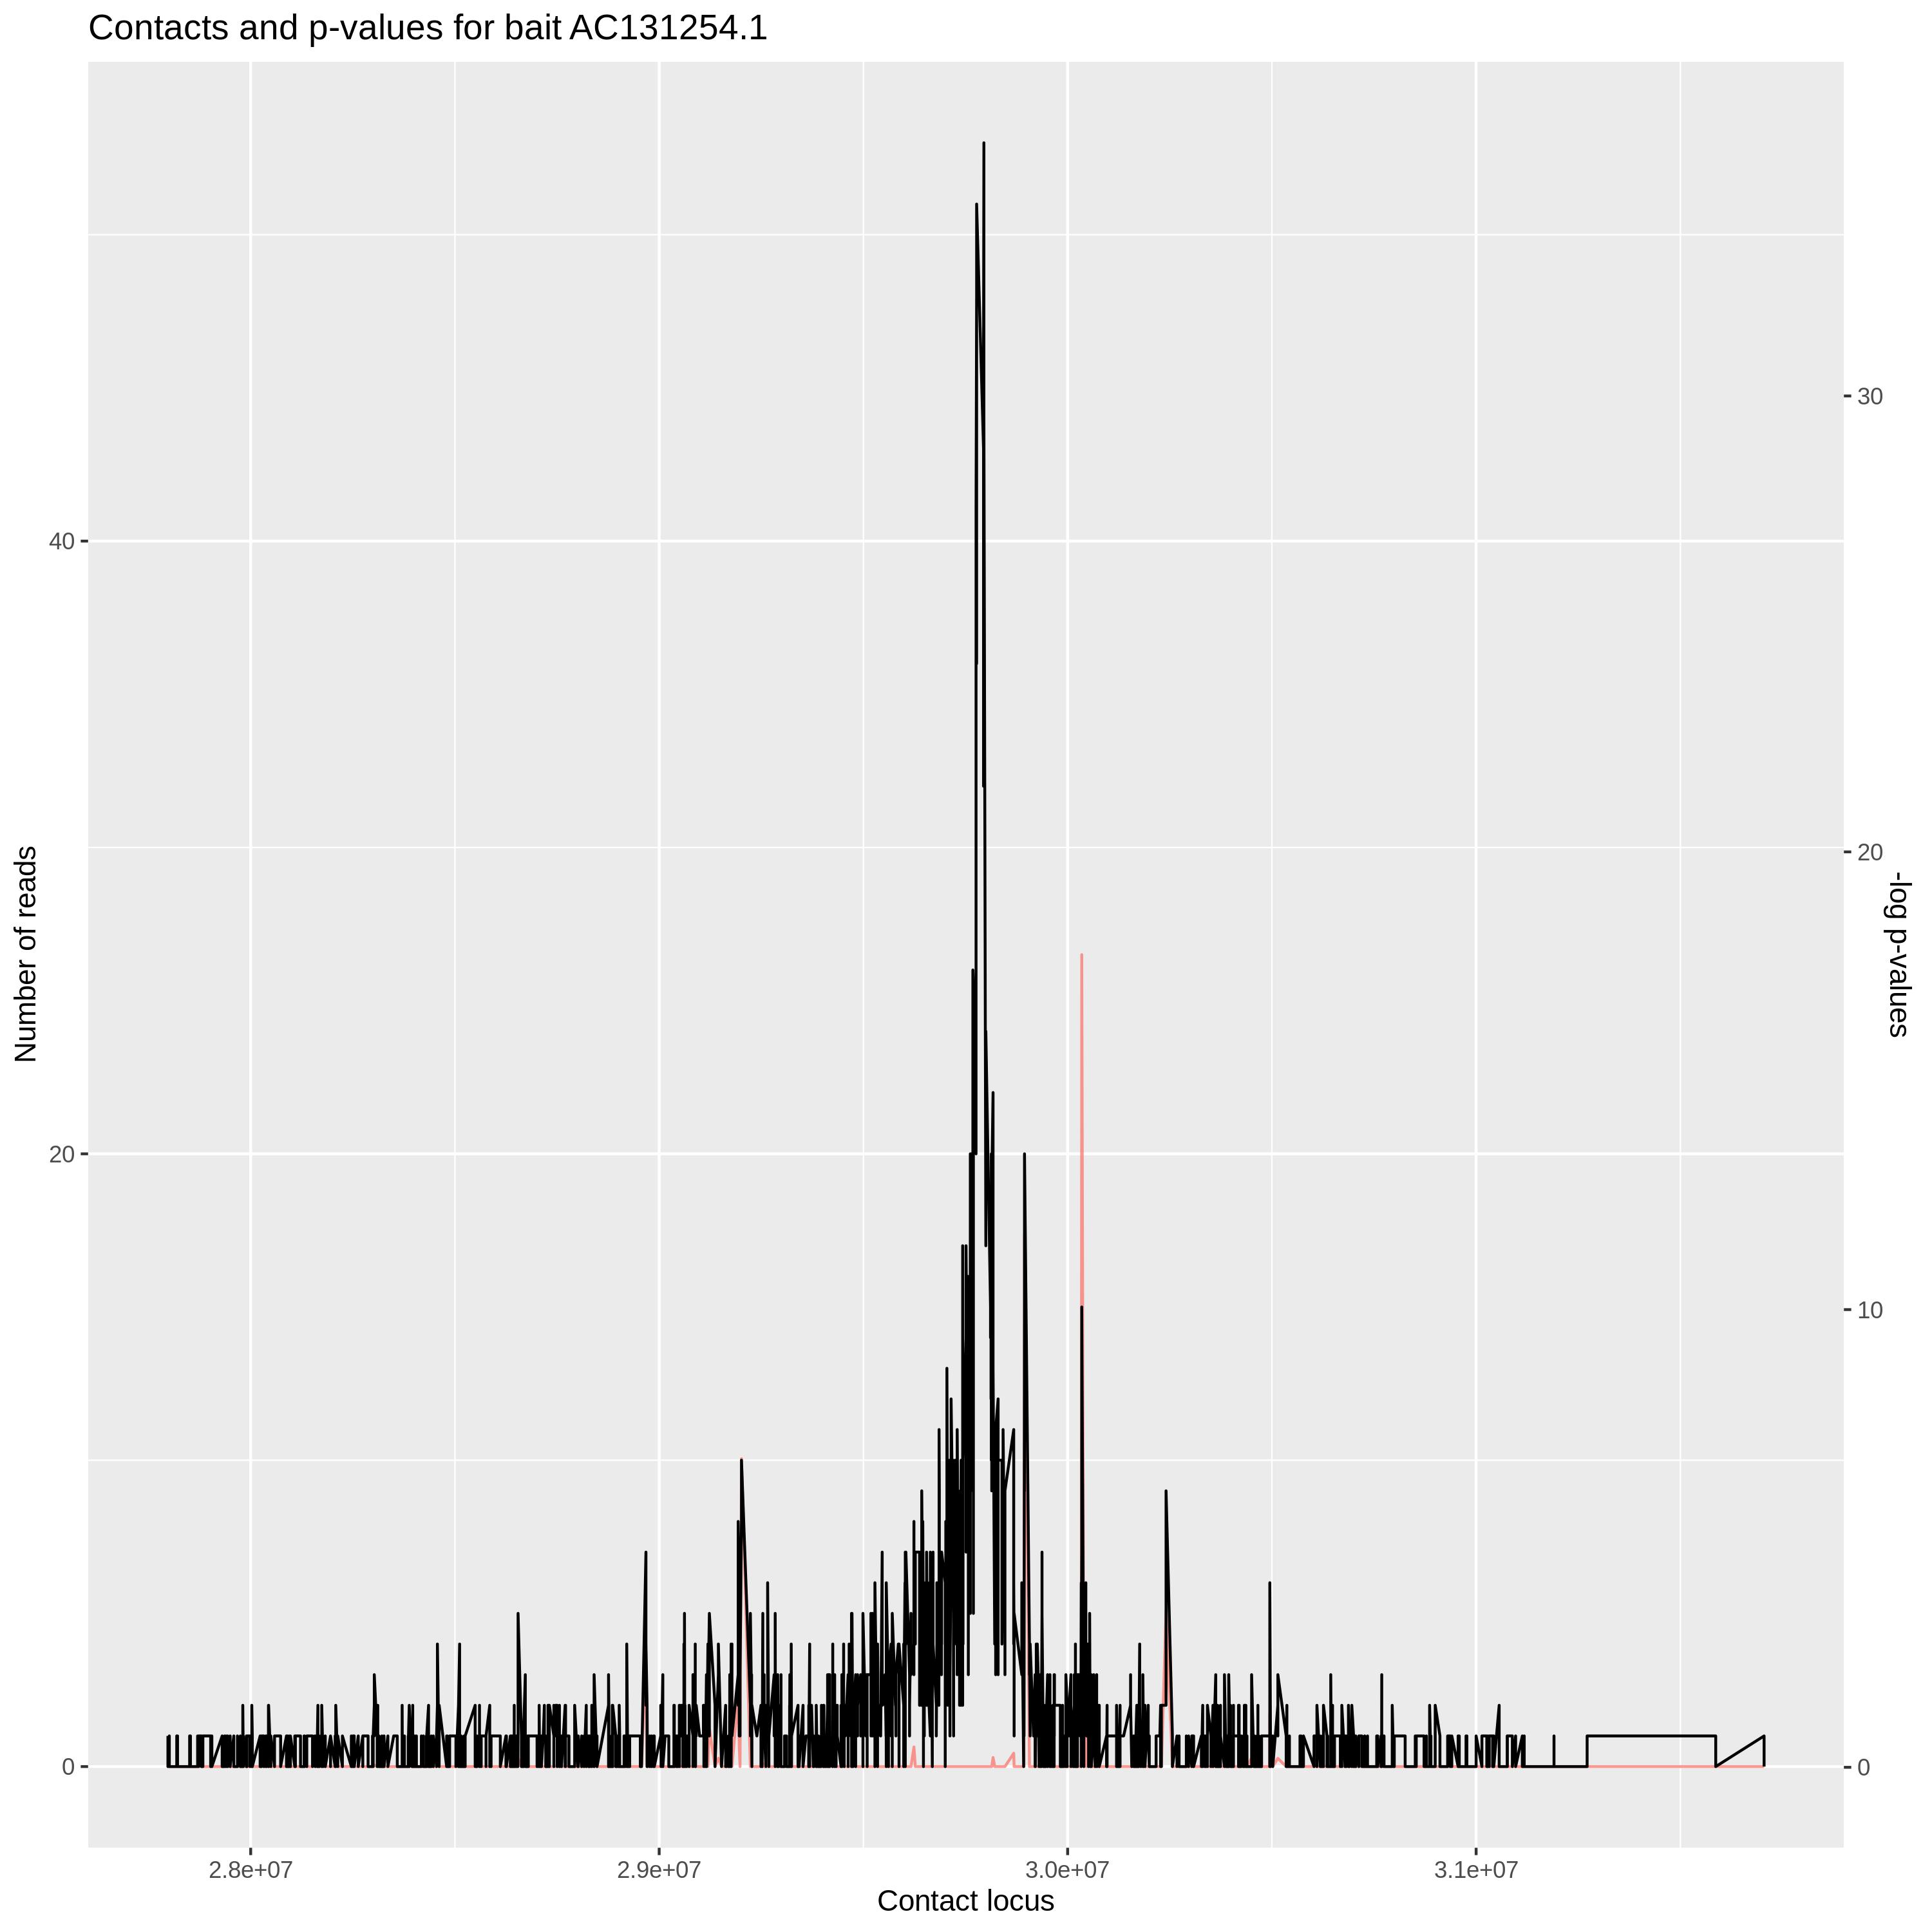 Contacts and p-values for bait AC131254.1
Number of reads
40
20
0
30
20
10
0
-log p-values
2.8e+07
2.9e+07
3.0e+07
3.1e+07
Contact locus